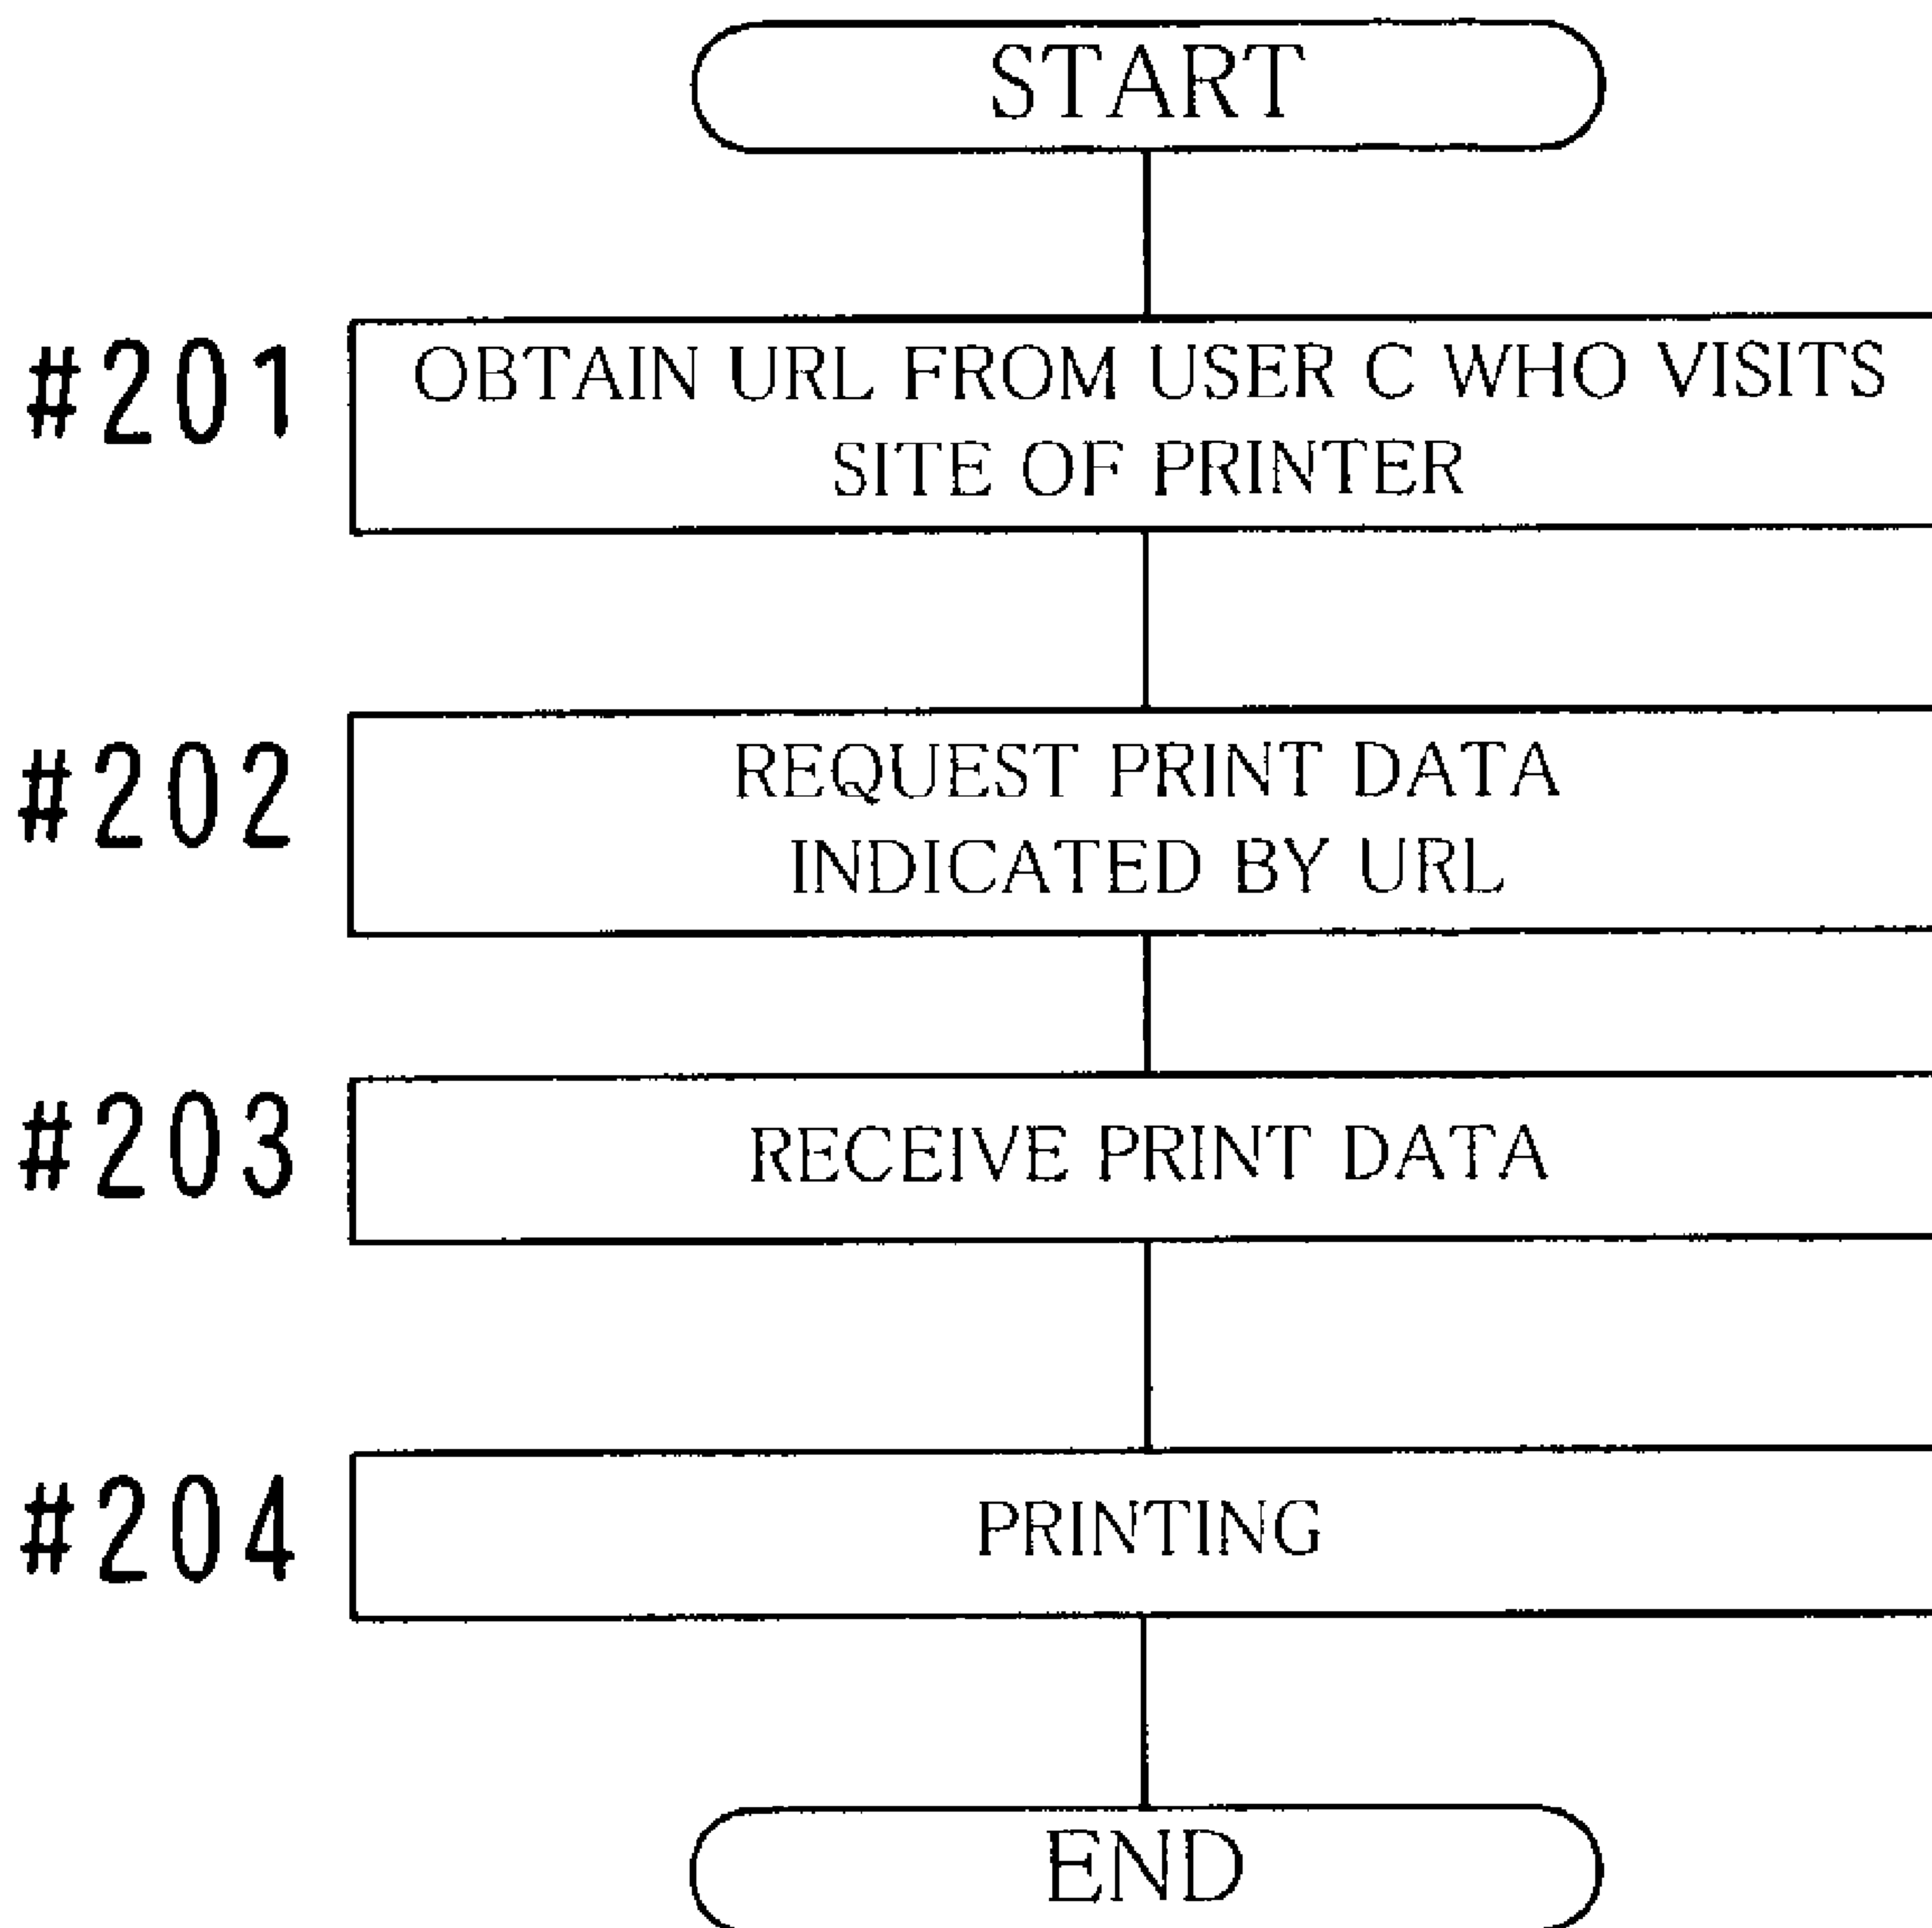 START
#201
OBTAIN URL FROM USER C WHO VISITS
SITE OF PRINTER
#202
REQUEST PRINT DATA
INDICATED BY URL
#203
RECEIVE PRINT DATA
#204
PRINTING
END